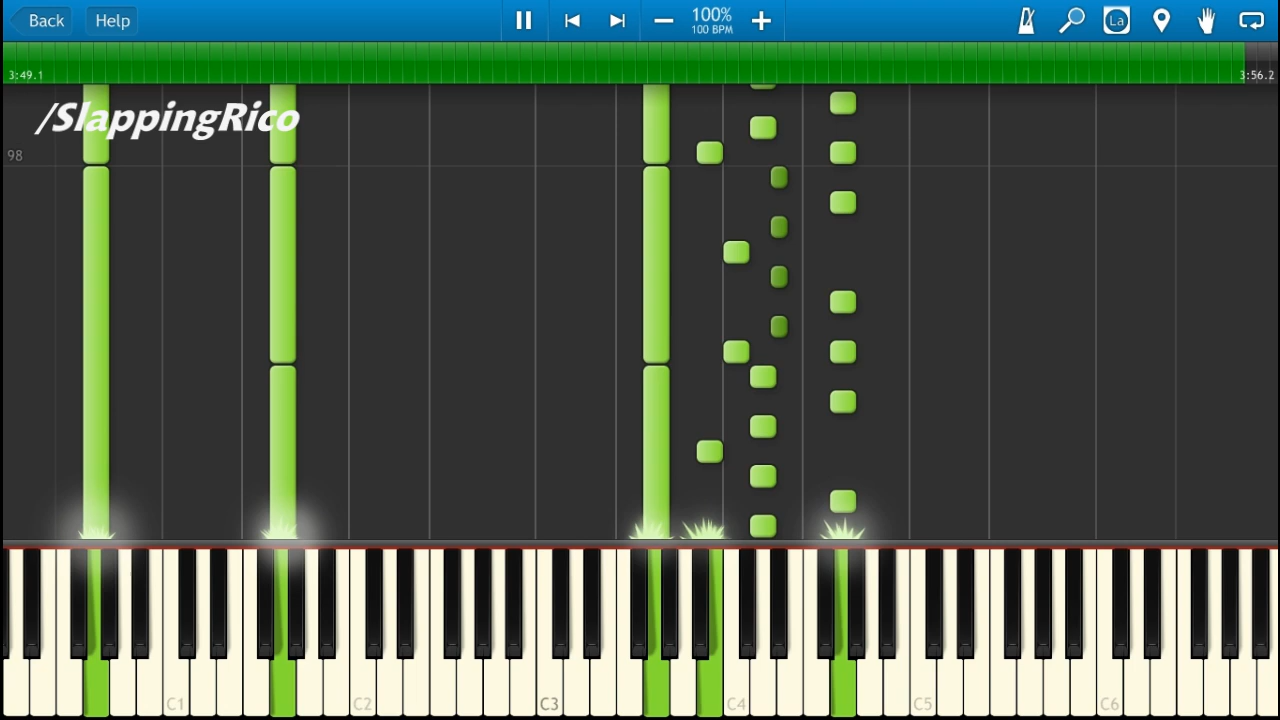 Back Help 100% La
100 BPM
3:49.1 3:56.2
/SlappingRico
98
C1 C2 C3 C4 C5 C6